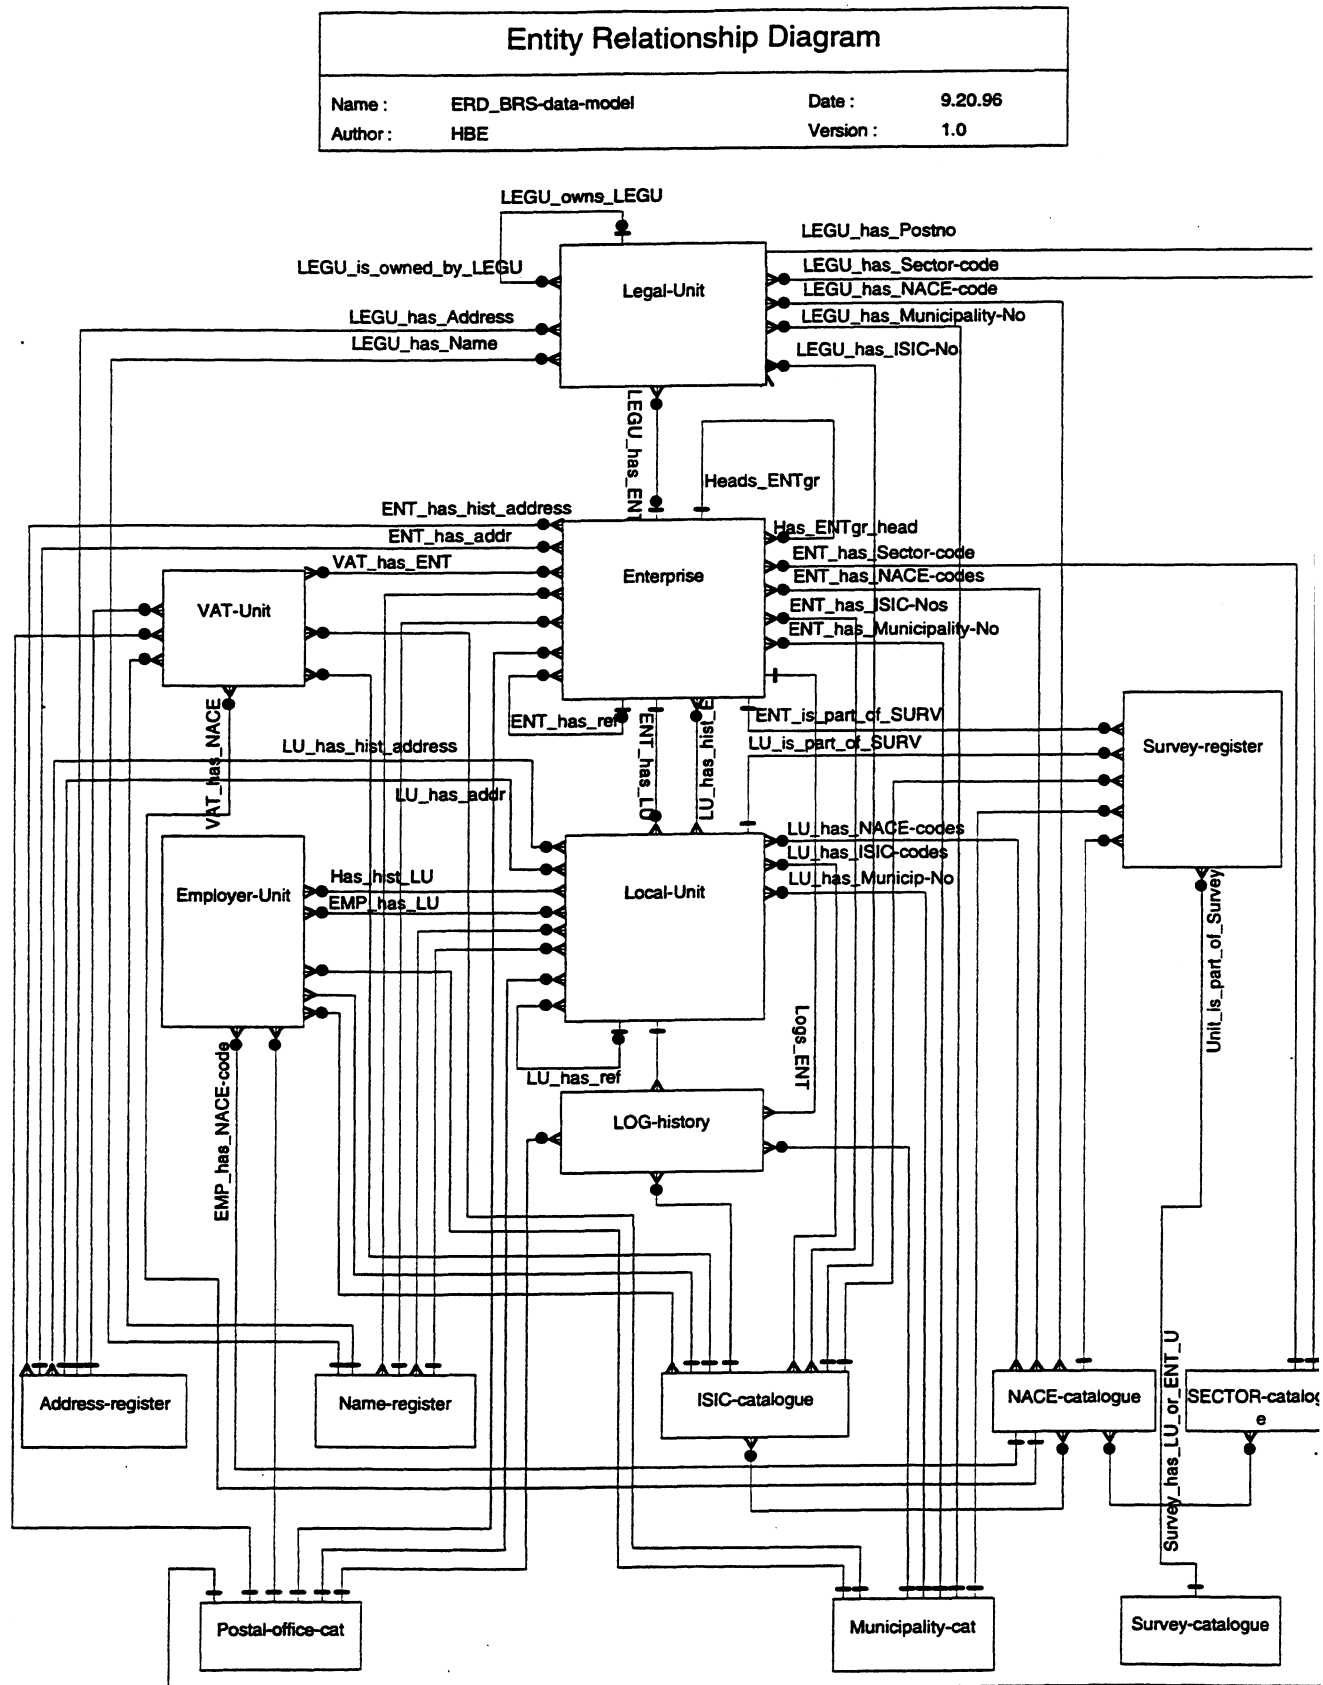 Entity Relationship Diagram
Name : ERD_BRS-data-model Date : 9.20.96
Author : HBE Version : 1.0
LEGU_owns_LEGU
LEGU_has_Postno
LEGU_is_owned_by_LEGU
LEGU_has_Sector-code
Legal-Unit
LEGU_has_NACE-code
LEGU_has_Address
LEGU_has_Municipality-No
LEGU_has_Name
LEGU_has_ISIC-No
LEGU_has_ENT
Heads_ENTgr
ENT_has_hist_address
Has_ENTgr_head
ENT_has_addr
ENT_has_Sector-code
VAT_has_ENT
Enterprise
ENT_has_NACE-codes
VAT-Unit
ENT_has_ISIC-Nos
ENT_has_Municipality-No
VAT_has_NACE
ENT_has_ref
ENT_has_LU
LU_has_hist_E
ENT_is_part_of_SURV
LU_has_hist_address
LU_is_part_of_SURV
Survey-register
LU_has_addr
LU_has_NACE-codes
LU_has_ISIC-codes
Has_hist_LU
LU_has_Municip-No
Employer-Unit
Local-Unit
EMP_has_LU
Unit_is_part_of_Survey
Logs_ENT
LU_has_ref
EMP_has_NACE-code
LOG-history
Survey_has_LU_or_ENT_U
Address-register
Name-register
ISIC-catalogue
NACE-catalogue
SECTOR-catalog
e
Postal-office-cat
Municipality-cat
Survey-catalogue